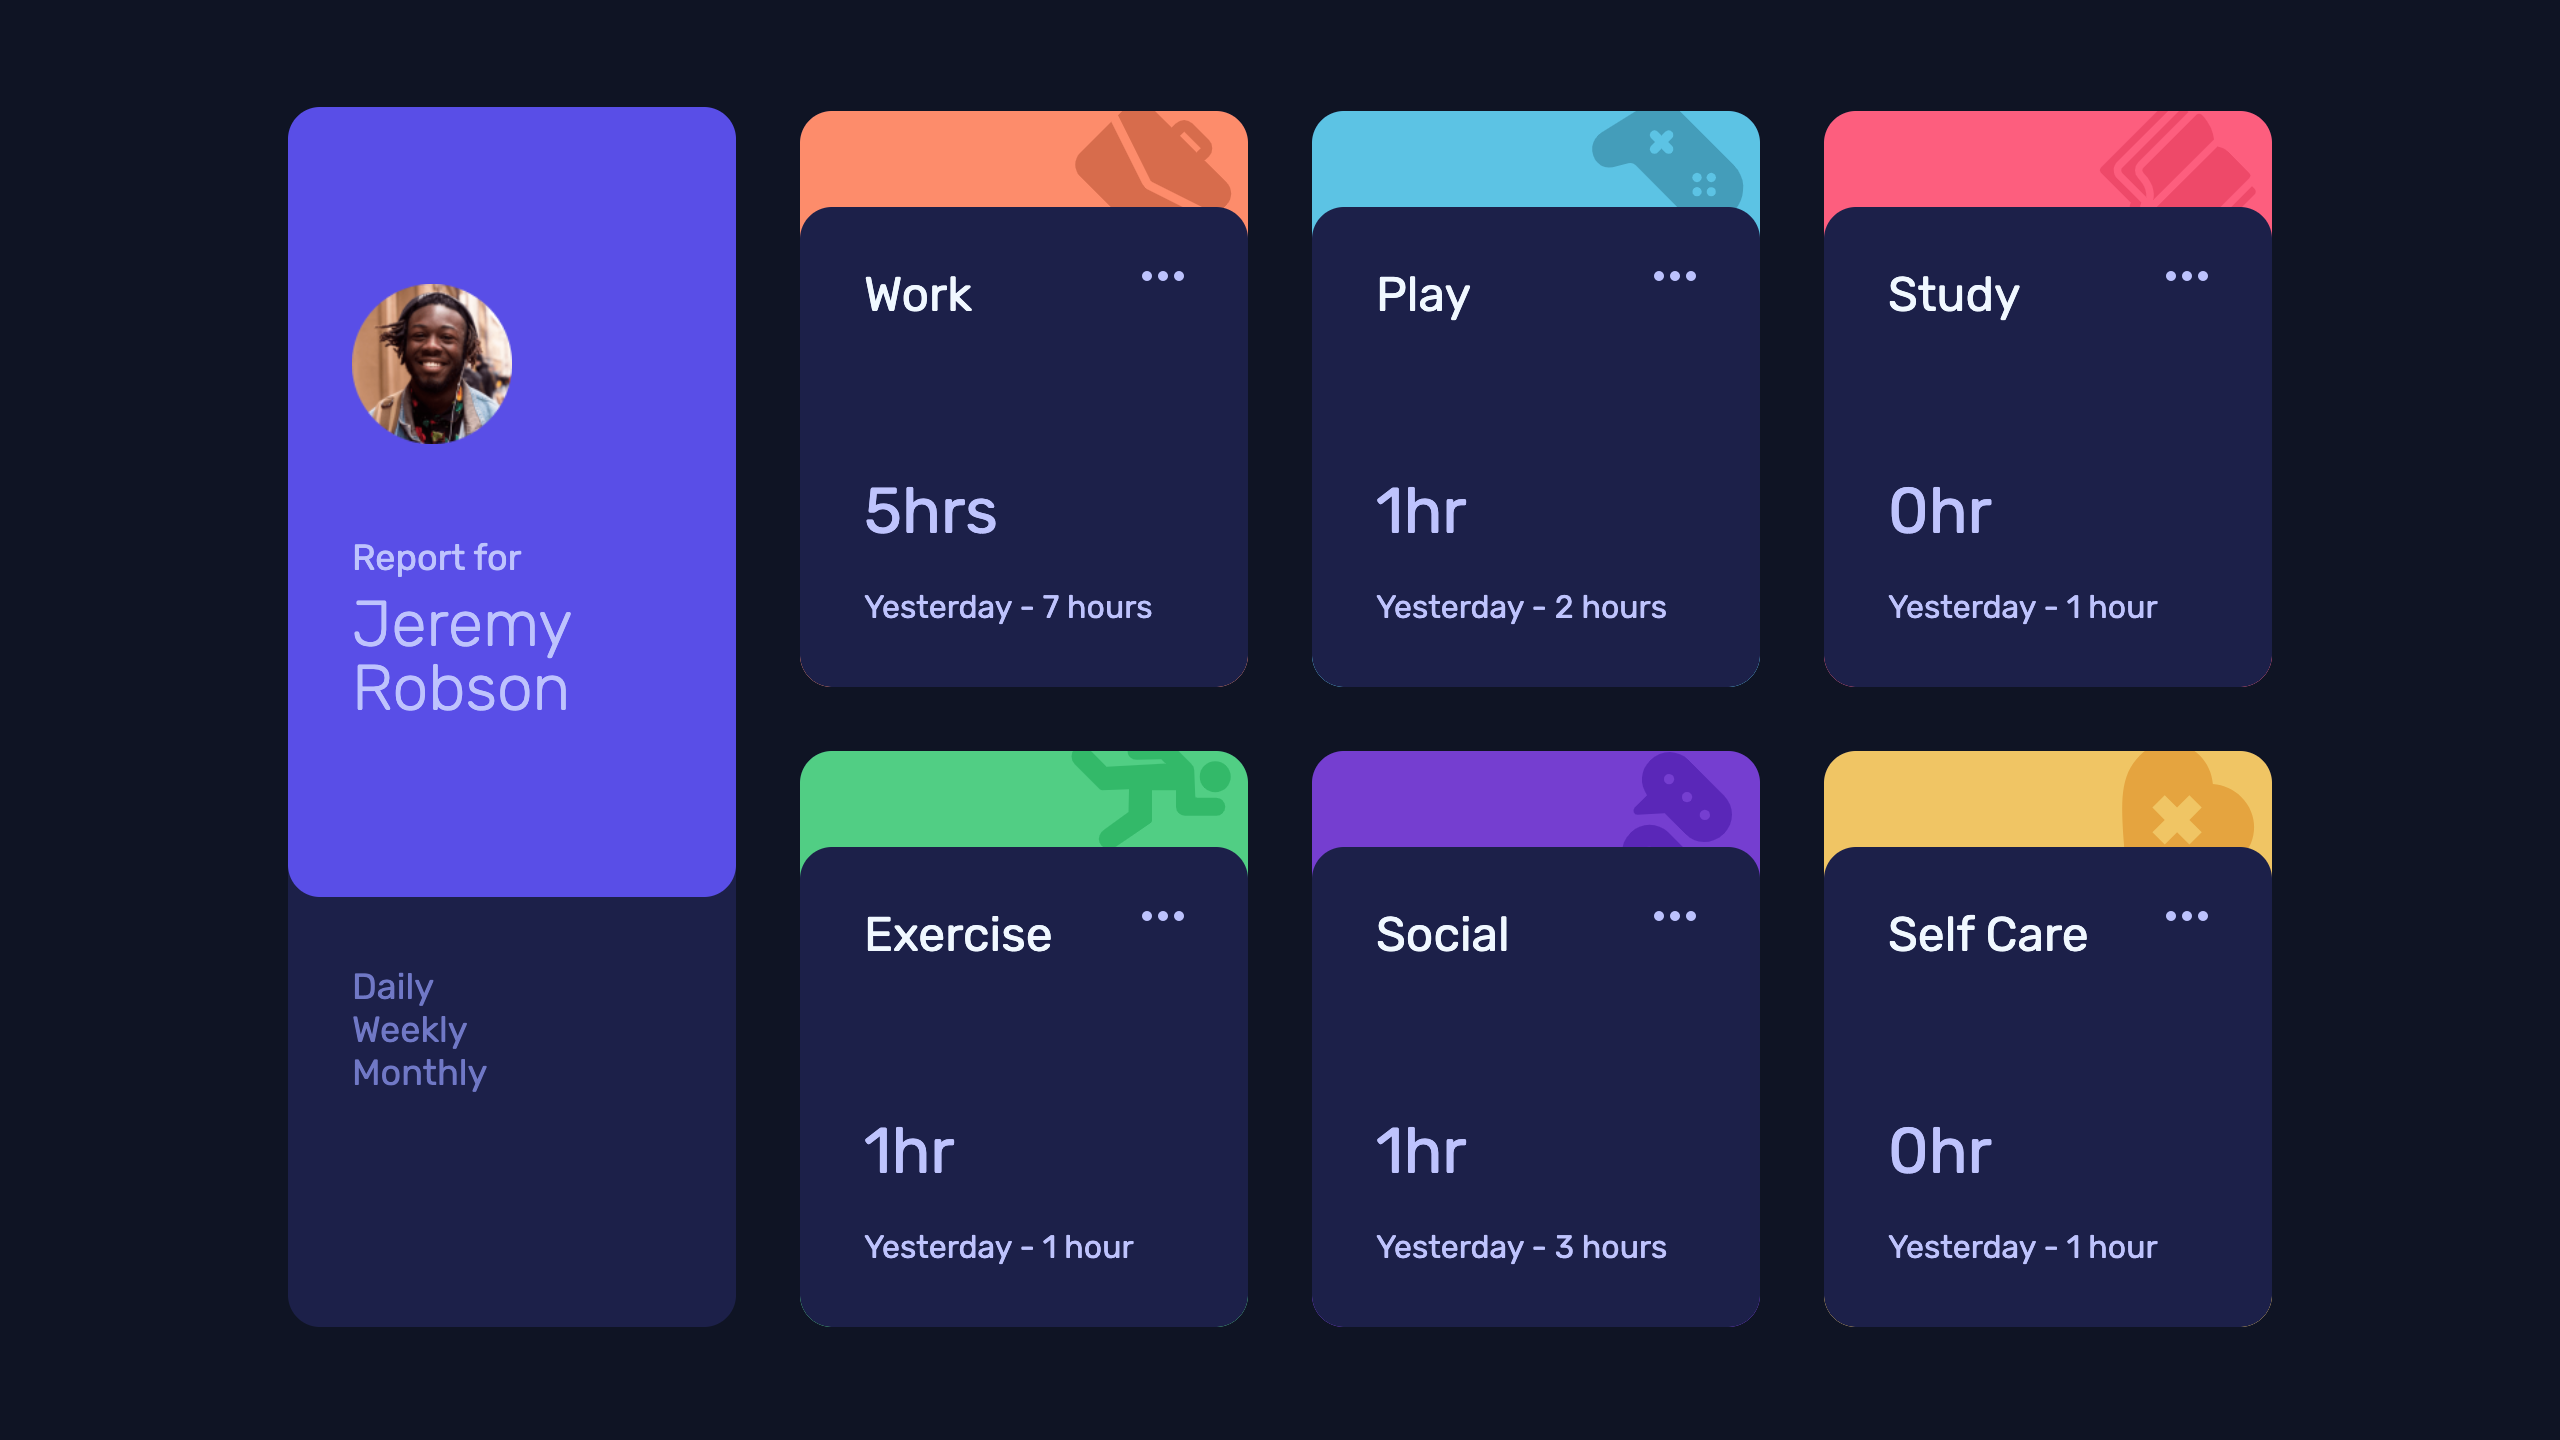 Report for
Jeremy
Robson
Daily
Weekly
Monthly
Work
5hrs
Yesterday - 7 hours
Play
1hr
Yesterday - 2 hours
Study
0hr
Yesterday - 1 hour
Exercise
1hr
Yesterday - 1 hour
Social
1hr
Yesterday - 3 hours
Self Care
0hr
Yesterday - 1 hour